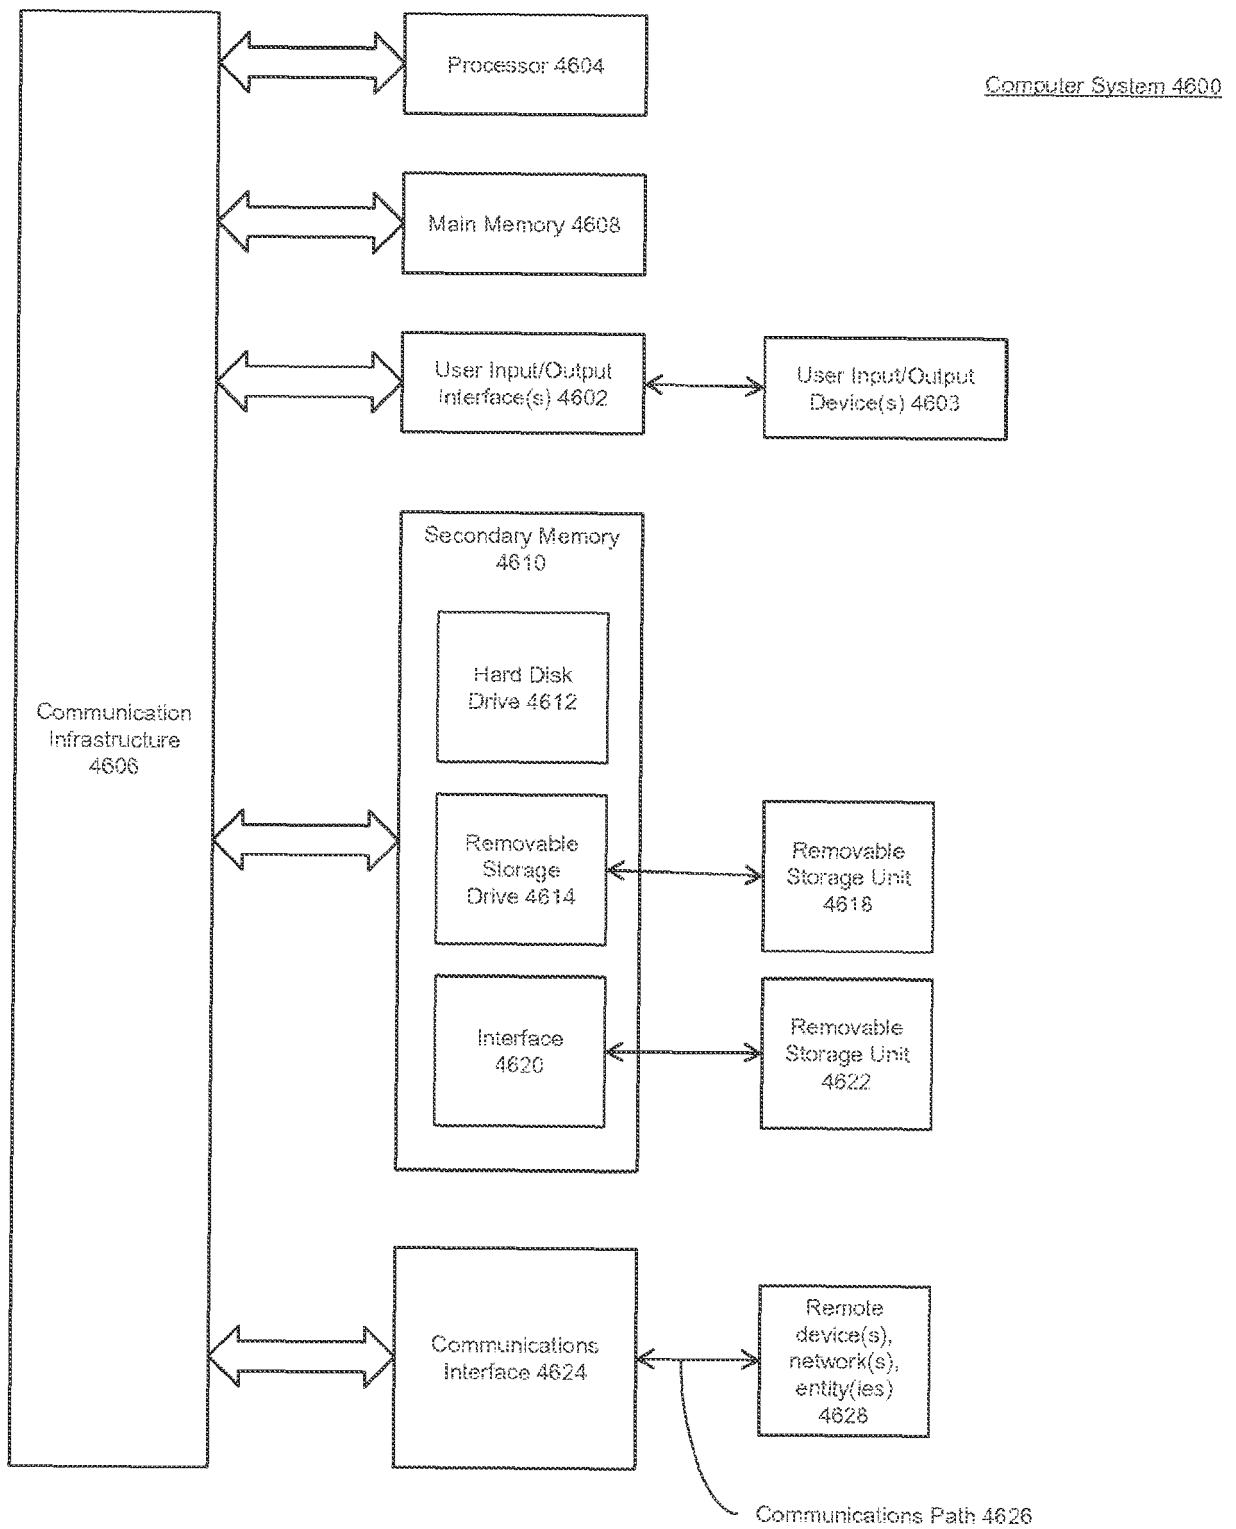 Processor 4604
Computer System 4600
Main Memory 4608
User Input/Output
Interface(s) 4602
User Input/Output
Device(s) 4603
Secondary Memory
4610
Hard Disk
Drive 4612
Communication
Infrastructure
4606
Removable
Storage
Drive 4614
Removable
Storage Unit
4618
Interface
4620
Removable
Storage Unit
4622
Communications
Interface 4624
Remote
device(s),
network(s),
entity(ies)
4628
Communications Path 4626